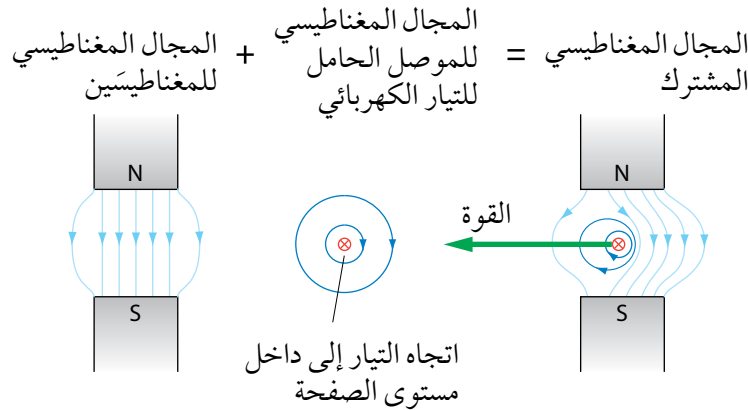 المجال المغناطيسي
للمغناطيسَين
+
المجال المغناطيسي
للموصل الحامل
للتيار الكهربائي
=
المجال المغناطيسي
المشترك
N
N
القوة
S
S
اتجاه التيار إلى داخل
مستوى الصفحة